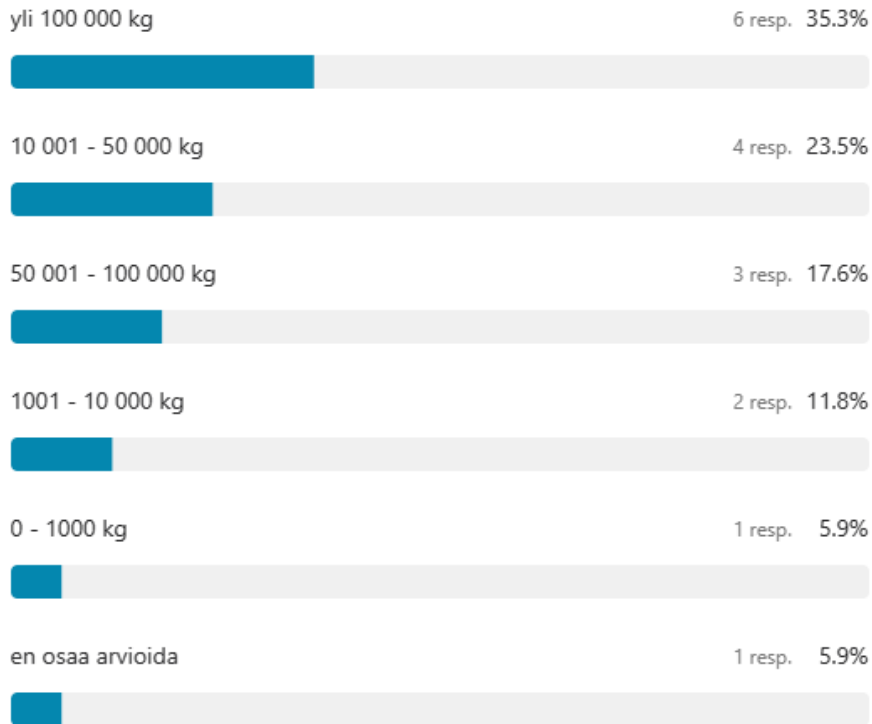 yli 100 000 kg 6 resp. 35.3%
10 001 - 50 000 kg 4 resp. 23.5%
50 001 - 100 000 kg 3 resp. 17.6%
1001 - 10 000 kg 2 resp. 11.8%
0 - 1000 kg 1 resp. 5.9%
en osaa arvioida 1 resp. 5.9%